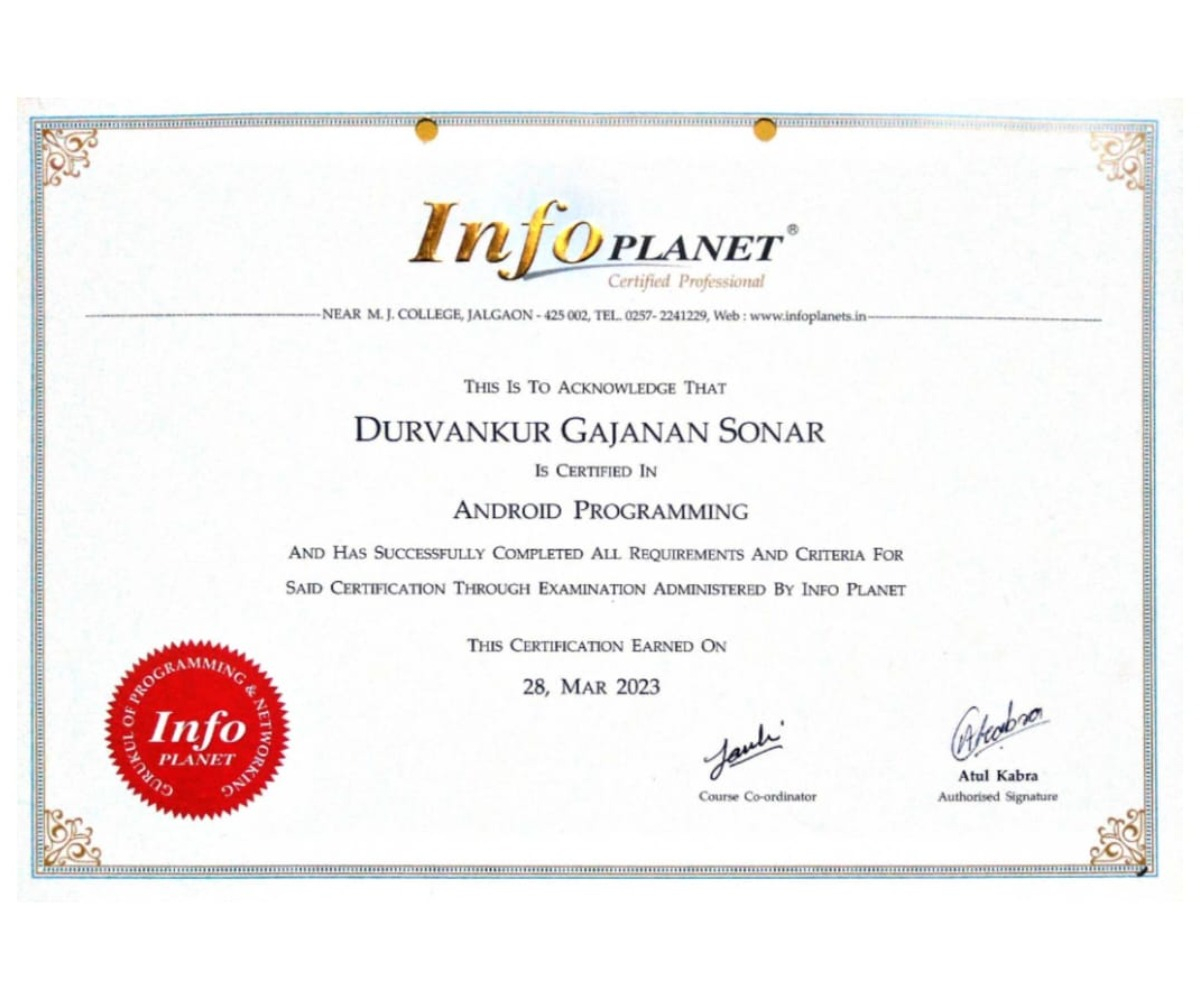 Info PLANET®
Certified Professional
NEAR M. J. COLLEGE, JALGAON - 425 002, TEL. 0257- 2241229, Web : www.infoplanets.in
THIS IS TO ACKNOWLEDGE THAT
DURVANKUR GAJANAN SONAR
IS CERTIFIED IN
ANDROID PROGRAMMING
AND HAS SUCCESSFULLY COMPLETED ALL REQUIREMENTS AND CRITERIA FOR
SAID CERTIFICATION THROUGH EXAMINATION ADMINISTERED BY INFO PLANET
THIS CERTIFICATION EARNED ON
28, MAR 2023
GURUKUL OF PROGRAMMING & NETWORKING
Info
PLANET
Course Co-ordinator
Atul Kabra
Authorised Signature